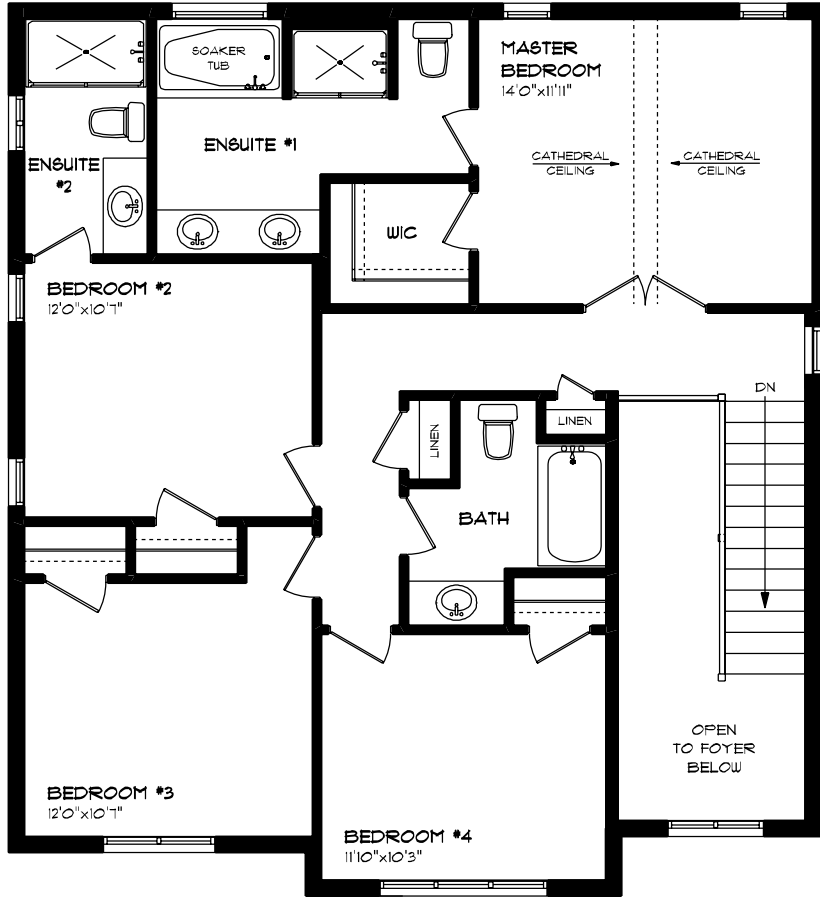 SOAKER
TUB
MASTER
BEDROOM
14'0"x11'11"
ENSUITE #1
ENSUITE
#2
CATHEDRAL
CEILING
CATHEDRAL
CEILING
WIC
BEDROOM #2
12'0"x10'7"
DN
LINEN
LINEN
BATH
OPEN
TO FOYER
BELOW
BEDROOM #3
12'0"x10'7"
BEDROOM #4
11'10"x10'3"